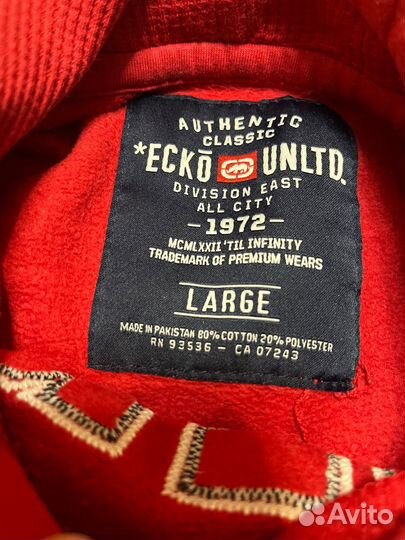 AUTHENTIC
CLASSIC
*ECKŌ UNLTD.
DIVISION EAST
ALL CITY
-1972-
MCMLXXII 'TIL INFINITY
TRADEMARK OF PREMIUM WEARS
LARGE
MADE IN PAKISTAN 80% COTTON 20% POLYESTER
RN 93536 - CA 07243
Avito